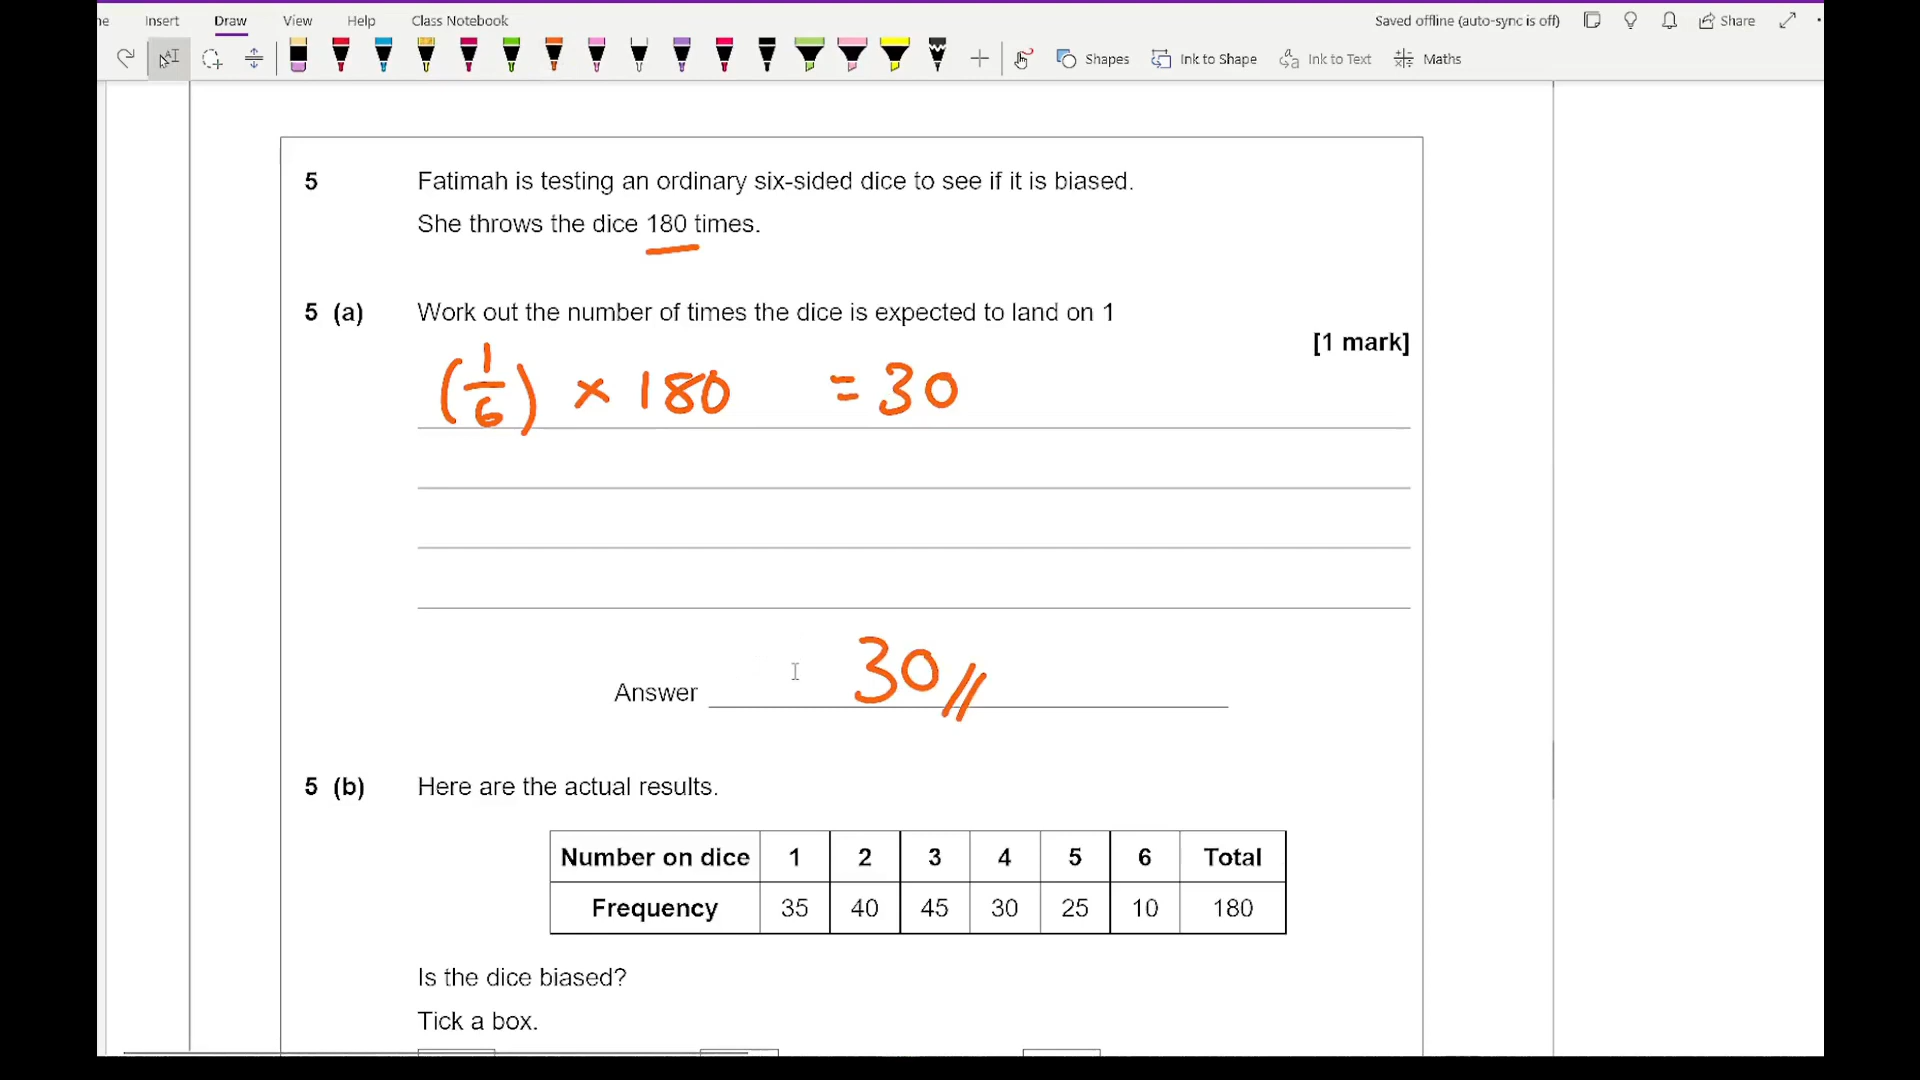 ne Insert Draw View Help Class Notebook Saved offline (auto-sync is off) Share
Shapes Ink to Shape Ink to Text Maths
5 Fatimah is testing an ordinary six-sided dice to see if it is biased.
She throws the dice 180 times.
5 (a) Work out the number of times the dice is expected to land on 1
[1 mark]
(1/6) × 180 = 30
Answer 30
5 (b) Here are the actual results.
Number on dice 1 2 3 4 5 6 Total
Frequency 35 40 45 30 25 10 180
Is the dice biased?
Tick a box.